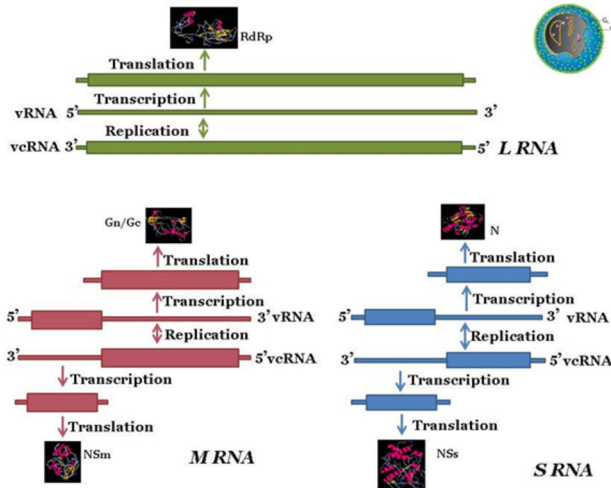 RdRp
Translation
Transcription
vRNA 5’ 3’
Replication
vcRNA 3’ 5’ L RNA
Gn/Gc
Translation
Transcription
5’ 3’ vRNA
Replication
3’ 5’ vcRNA
Transcription
Translation
NSm
M RNA
N
Translation
Transcription
5’ 3’ vRNA
Replication
3’ 5’ vcRNA
Transcription
Translation
NSs
S RNA